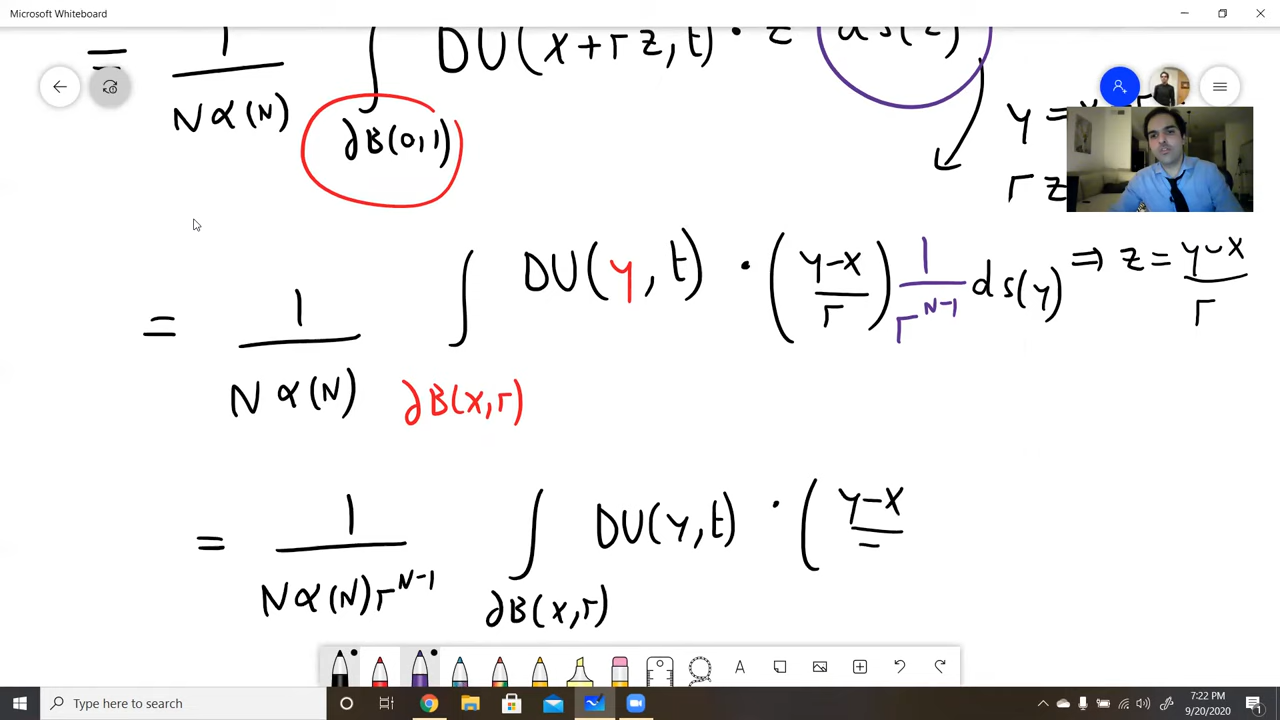 Microsoft Whiteboard
= 1/(Nα(N)) ∫_{∂B(0,1)} DU(x+rz,t) · z ds(z)
y =
rz
= 1/(Nα(N)) ∫_{∂B(x,r)} DU(y,t) · ((y-x)/r) 1/r^{N-1} ds(y) ⇒ z = (y-x)/r
= 1/(Nα(N)r^{N-1}) ∫_{∂B(x,r)} DU(y,t) · ((y-x)/
Type here to search
7:22 PM
9/20/2020